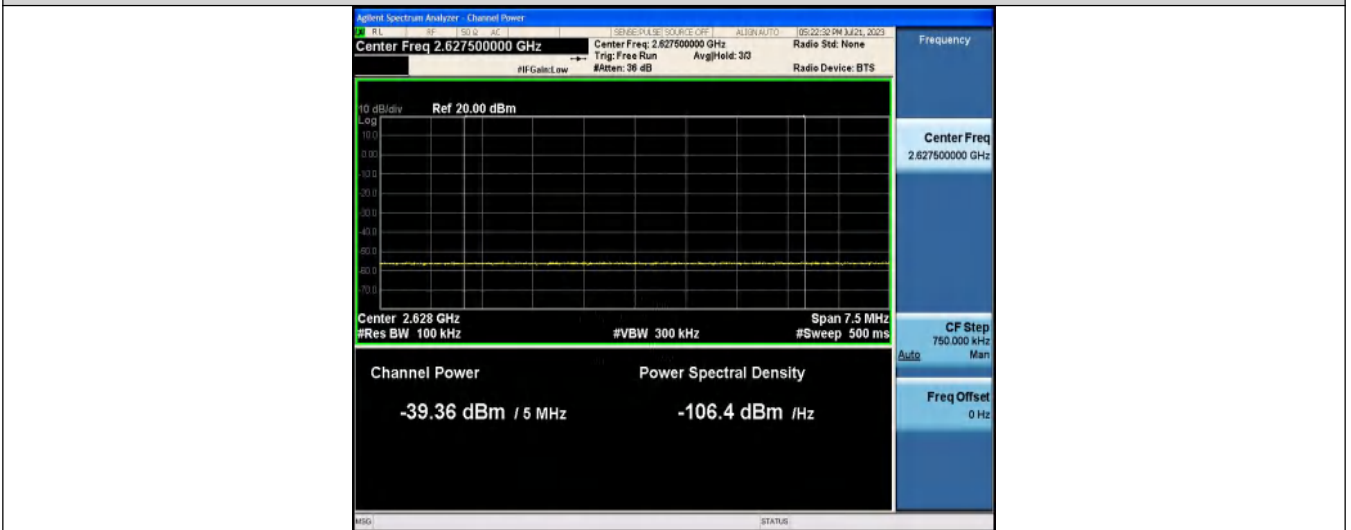 Agilent Spectrum Analyzer - Channel Power
RL RF 50 Ω AC SENSE:PULSE SOURCE OFF ALIGN AUTO 05:22:32 PM Jul 21, 2023
Center Freq 2.627500000 GHz
Center Freq: 2.627500000 GHz
Radio Std: None
Trig: Free Run
Avg|Hold: 3/3
#IFGain:Low
#Atten: 36 dB
Radio Device: BTS
Frequency
10 dB/div
Ref 20.00 dBm
Log
10.0
0.00
-10.0
-20.0
-30.0
-40.0
-50.0
-60.0
-70.0
Center 2.628 GHz
Span 7.5 MHz
#Res BW 100 kHz
#VBW 300 kHz
#Sweep 500 ms
Channel Power
Power Spectral Density
-39.36 dBm / 5 MHz
-106.4 dBm /Hz
Center Freq
2.627500000 GHz
CF Step
750.000 kHz
Auto Man
Freq Offset
0 Hz
MSG
STATUS